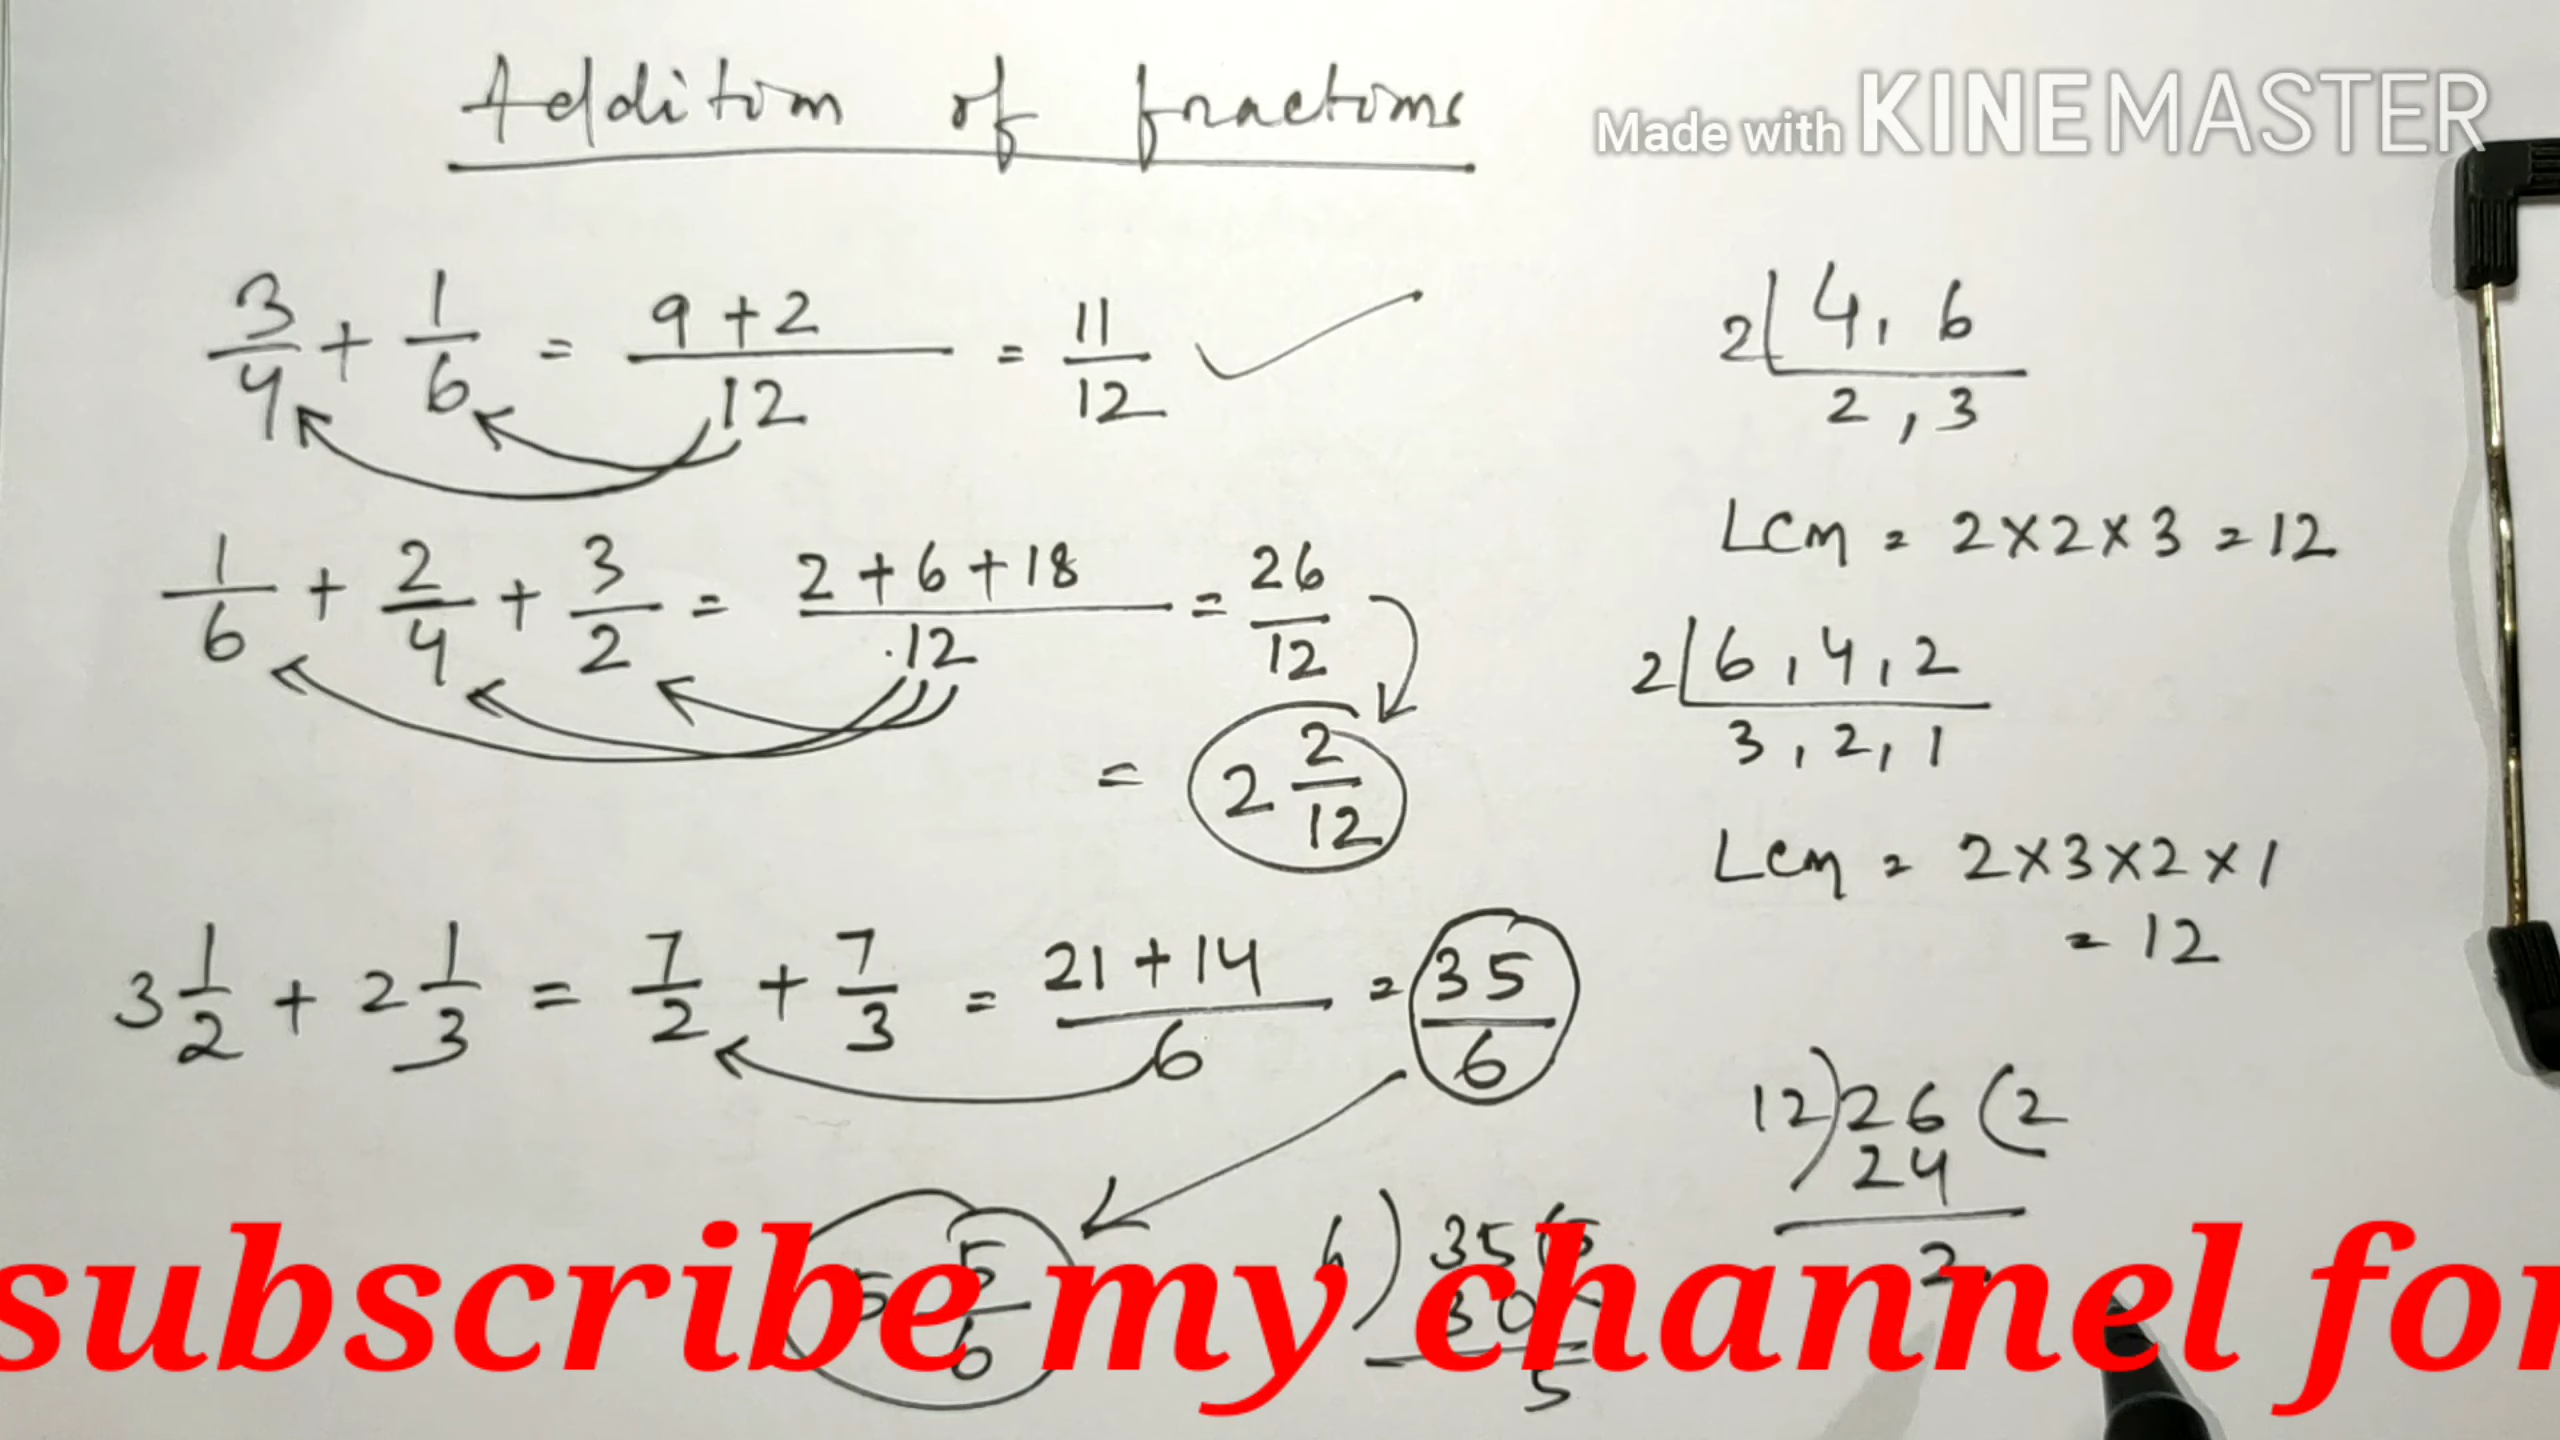 Addition of fractions
Made with KINEMASTER
3/4 + 1/6 = 9+2/12 = 11/12
2 | 4, 6
2, 3
LCM = 2×2×3 = 12
1/6 + 2/4 + 3/2 = 2+6+18/12 = 26/12
= 2 2/12
2 | 6, 4, 2
3, 2, 1
LCM = 2×3×2×1
= 12
3 1/2 + 2 1/3 = 7/2 + 7/3 = 21+14/6 = 35/6
12)26(2
24
2
5 5/6
6)35(5
30
5
subscribe my channel for